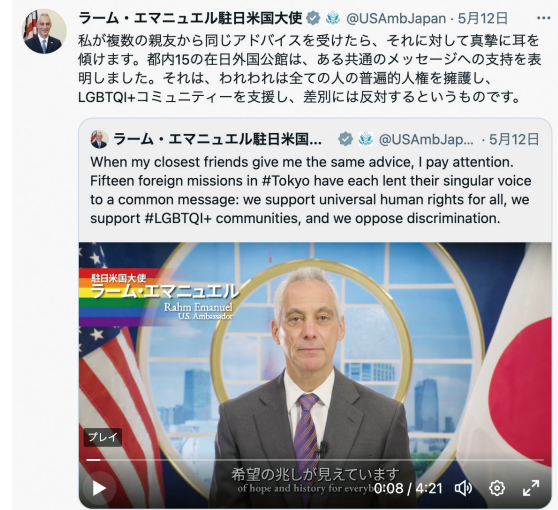 ラーム・エマニュエル駐日米国大使 @USAmbJapan · 5月12日 ...
私が複数の親友から同じアドバイスを受けたら、それに対して真摯に耳を
傾けます。都内15の在日外国公館は、ある共通のメッセージへの支持を表
明しました。それは、われわれは全ての人の普遍的人権を擁護し、
LGBTQI+コミュニティーを支援し、差別には反対するというものです。
ラーム・エマニュエル駐日米国... @USAmbJap... · 5月12日
When my closest friends give me the same advice, I pay attention.
Fifteen foreign missions in #Tokyo have each lent their singular voice
to a common message: we support universal human rights for all, we
support #LGBTQI+ communities, and we oppose discrimination.
駐日米国大使
ラーム・エマニュエル
Rahm Emanuel
U.S. Ambassador
プレイ
希望の兆しが見えています
of hope and history for everyb
0:08 / 4:21